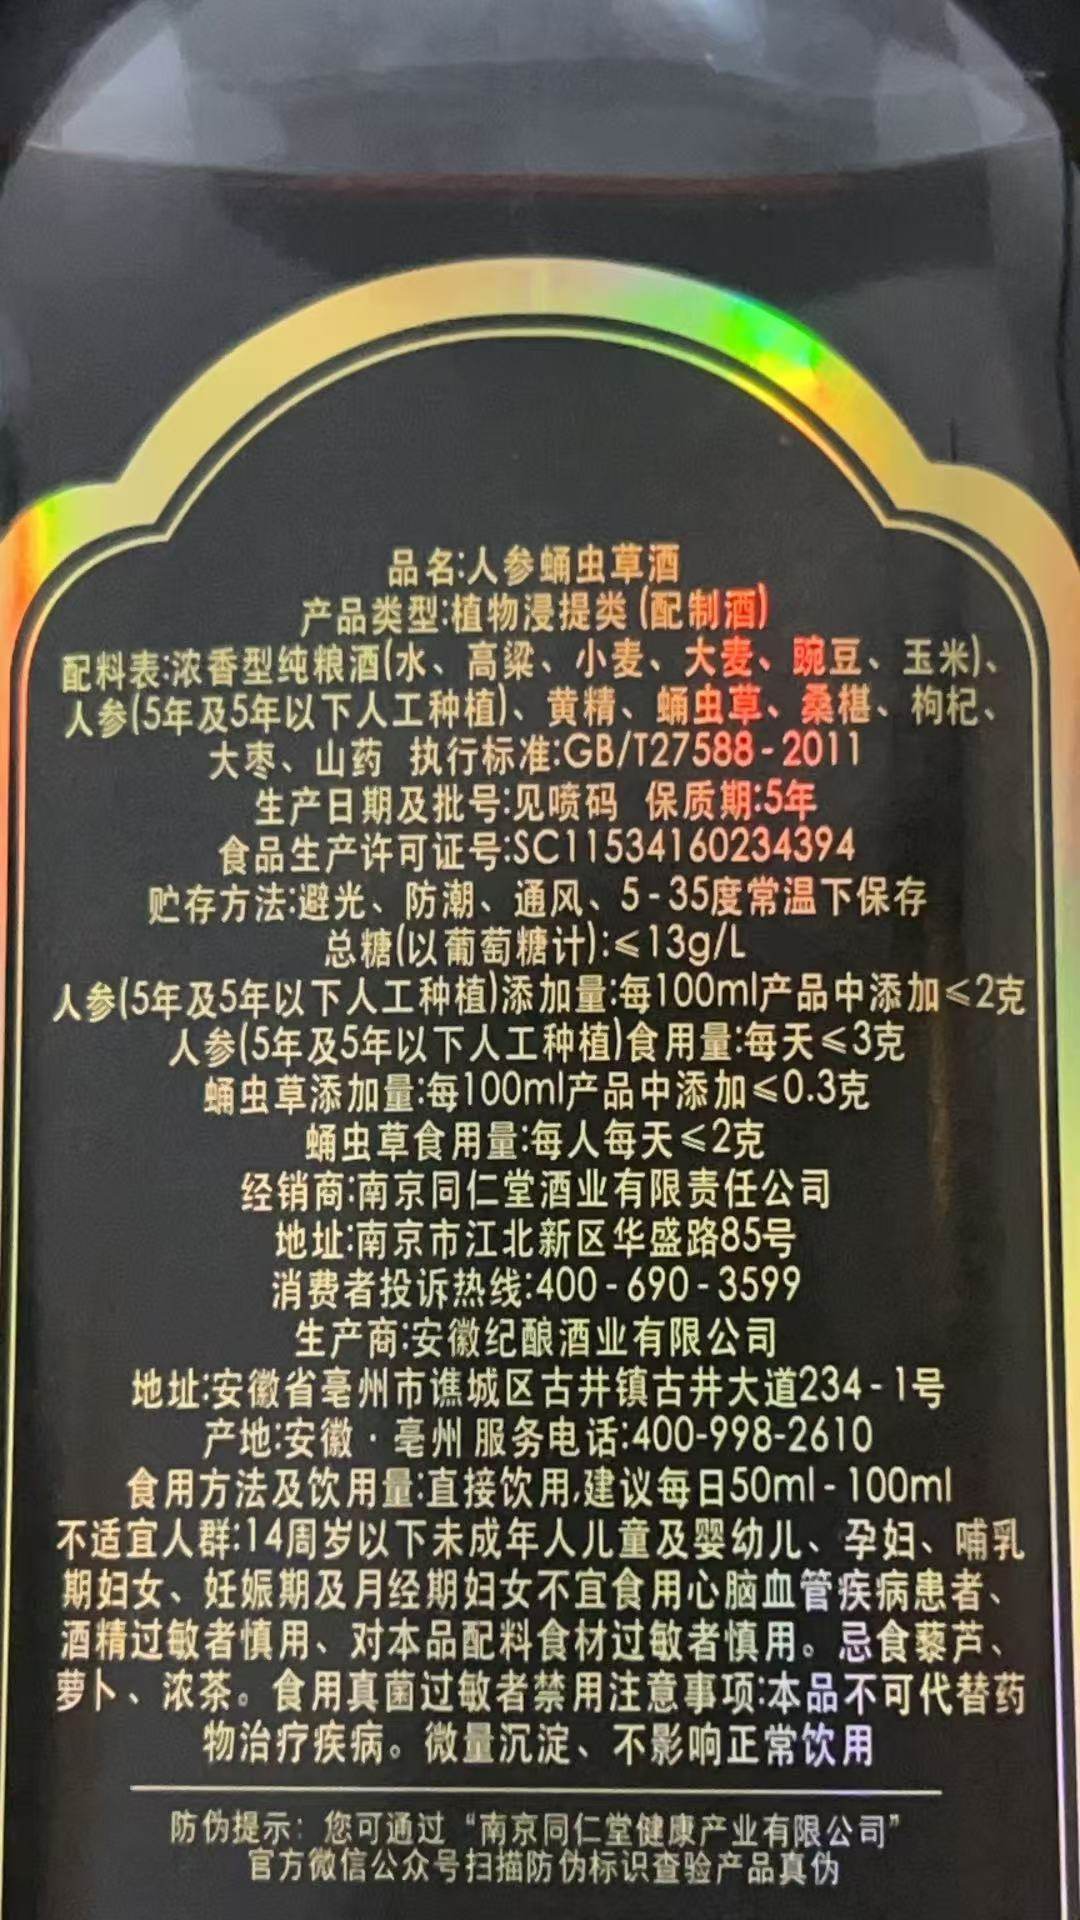 品名:人参蛹虫草酒
产品类型:植物浸提类(配制酒)
配料表:浓香型纯粮酒(水、高粱、小麦、大麦、豌豆、玉米)、
人参(5年及5年以下人工种植)、黄精、蛹虫草、桑椹、枸杞、
大枣、山药 执行标准:GB/T27588-2011
生产日期及批号:见喷码 保质期:5年
食品生产许可证号:SC11534160234394
贮存方法:避光、防潮、通风、5-35度常温下保存
总糖(以葡萄糖计):≤13g/L
人参(5年及5年以下人工种植)添加量:每100ml产品中添加≤2克
人参(5年及5年以下人工种植)食用量:每天≤3克
蛹虫草添加量:每100ml产品中添加≤0.3克
蛹虫草食用量:每人每天≤2克
经销商:南京同仁堂酒业有限责任公司
地址:南京市江北新区华盛路85号
消费者投诉热线:400-690-3599
生产商:安徽纪酿酒业有限公司
地址:安徽省亳州市谯城区古井镇古井大道234-1号
产地:安徽·亳州 服务电话:400-998-2610
食用方法及饮用量:直接饮用,建议每日50ml-100ml
不适宜人群:14周岁以下未成年人儿童及婴幼儿、孕妇、哺乳
期妇女、妊娠期及月经期妇女不宜食用心脑血管疾病患者、
酒精过敏者慎用、对本品配料食材过敏者慎用。忌食藜芦、
萝卜、浓茶。食用真菌过敏者禁用注意事项:本品不可代替药
物治疗疾病。微量沉淀、不影响正常饮用
防伪提示：您可通过“南京同仁堂健康产业有限公司”
官方微信公众号扫描防伪标识查验产品真伪